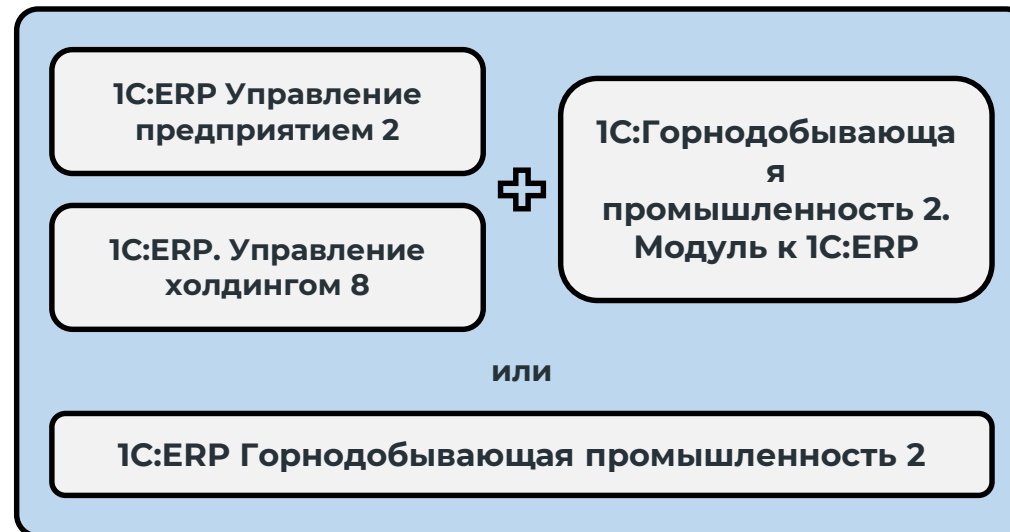 1С:ERP Управление
предприятием 2
1С:ERP. Управление
холдингом 8
1С:Горнодобывающа
я
промышленность 2.
Модуль к 1С:ERP
или
1С:ERP Горнодобывающая промышленность 2